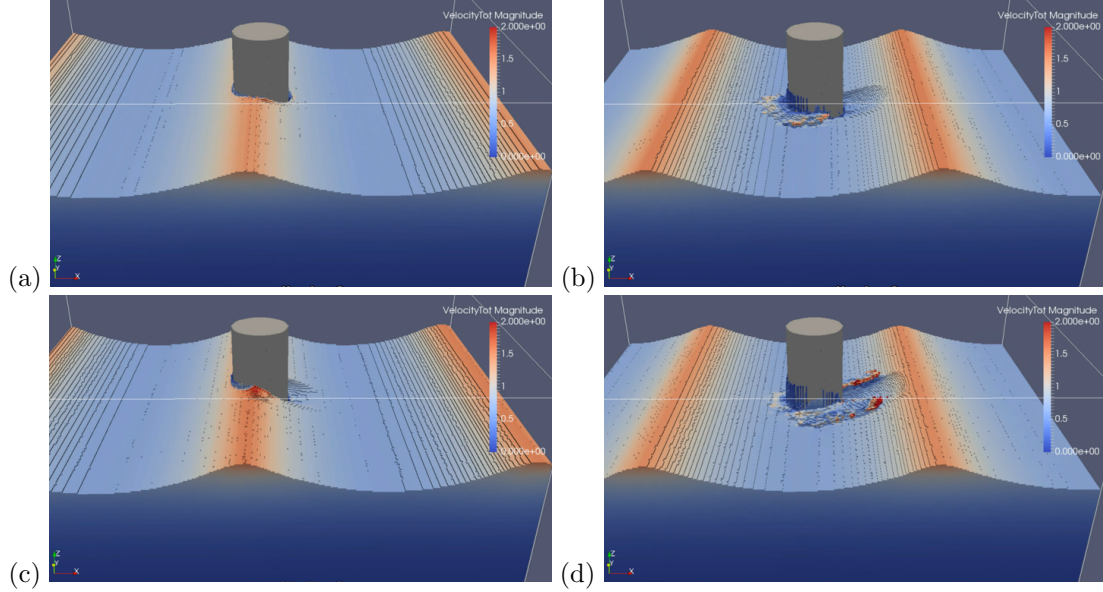 VelocityTot Magnitude
2.000e+00
1.5
1
0.5
0.000e+00
Z
Y
X
(a)
VelocityTot Magnitude
2.000e+00
1.5
1
0.5
0.000e+00
Z
Y
X
(b)
VelocityTot Magnitude
2.000e+00
1.5
1
0.5
0.000e+00
Z
Y
X
(c)
VelocityTot Magnitude
2.000e+00
1.5
1
0.5
0.000e+00
Z
Y
X
(d)